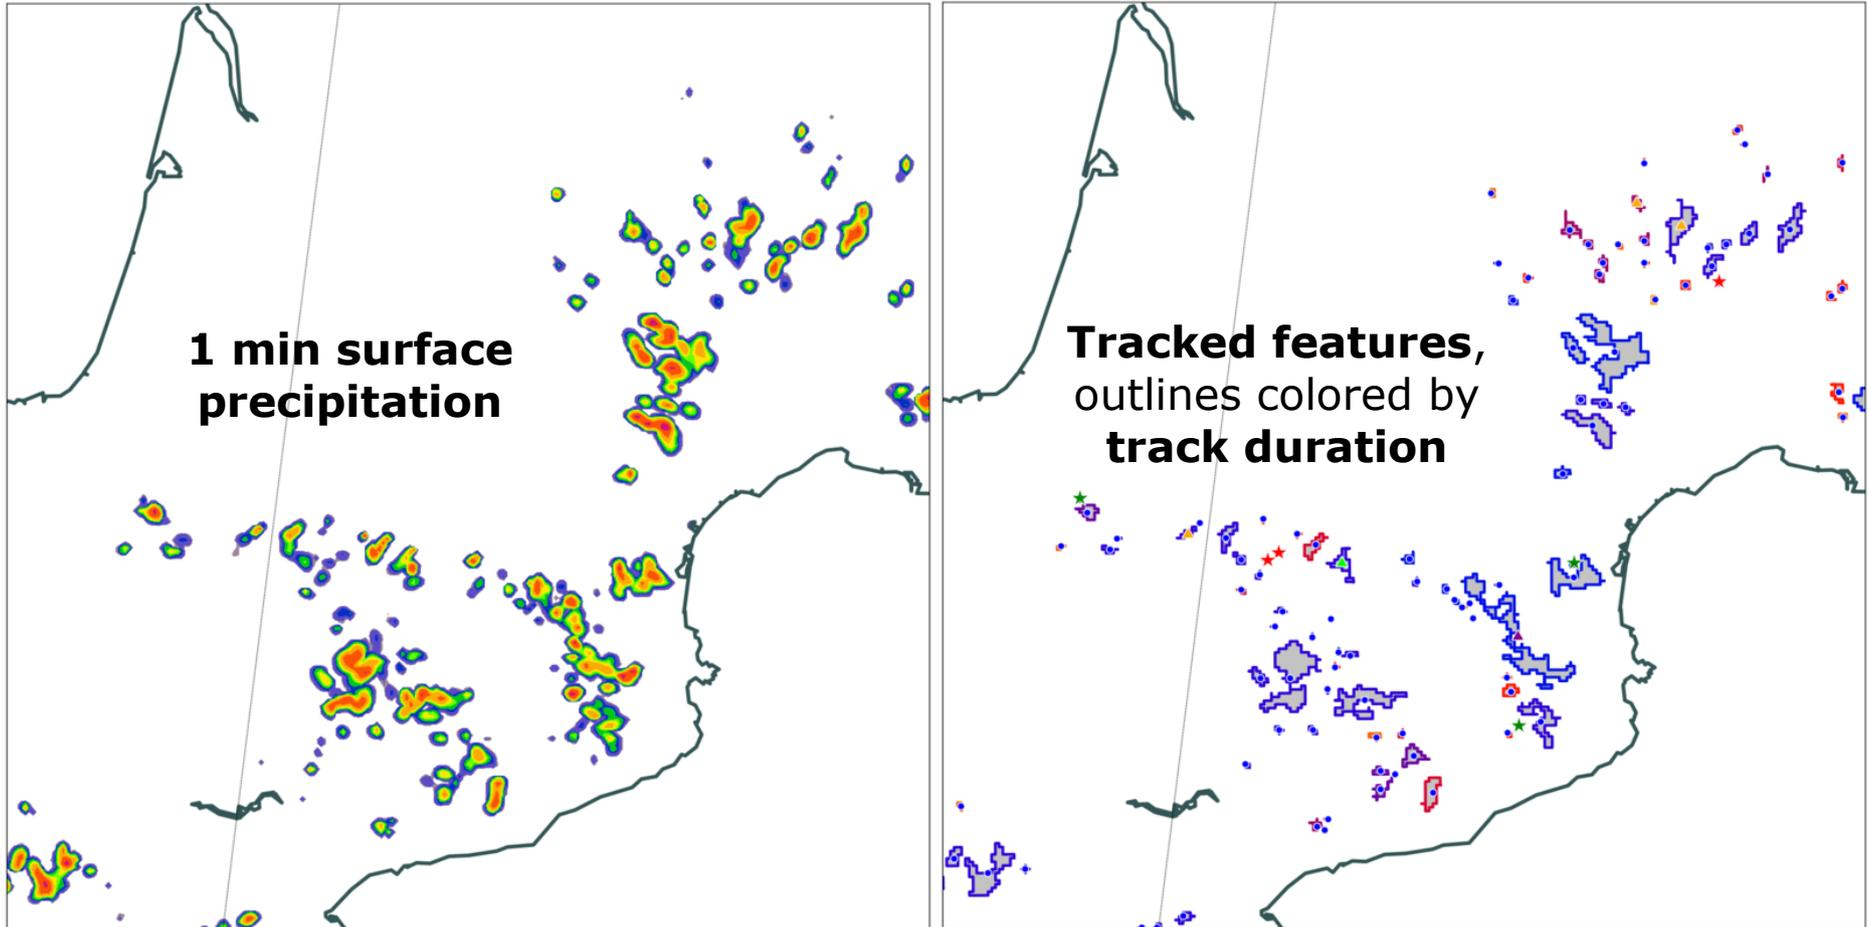 1 min surface
precipitation
Tracked features,
outlines colored by
track duration